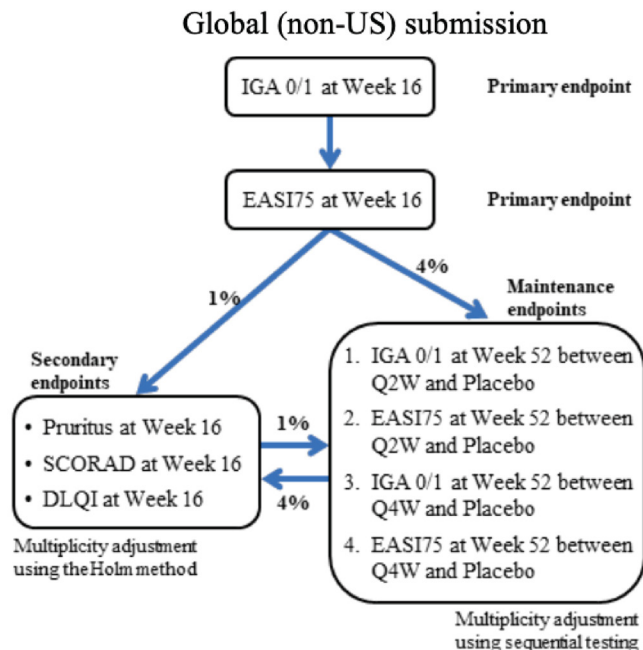 Global (non-US) submission
IGA 0/1 at Week 16
Primary endpoint
EASI75 at Week 16
Primary endpoint
1%
4%
Maintenance
endpoints
Secondary
endpoints
• Pruritus at Week 16
• SCORAD at Week 16
• DLQI at Week 16
Multiplicity adjustment
using the Holm method
1%
4%
1. IGA 0/1 at Week 52 between
Q2W and Placebo
2. EASI75 at Week 52 between
Q2W and Placebo
3. IGA 0/1 at Week 52 between
Q4W and Placebo
4. EASI75 at Week 52 between
Q4W and Placebo
Multiplicity adjustment
using sequential testing